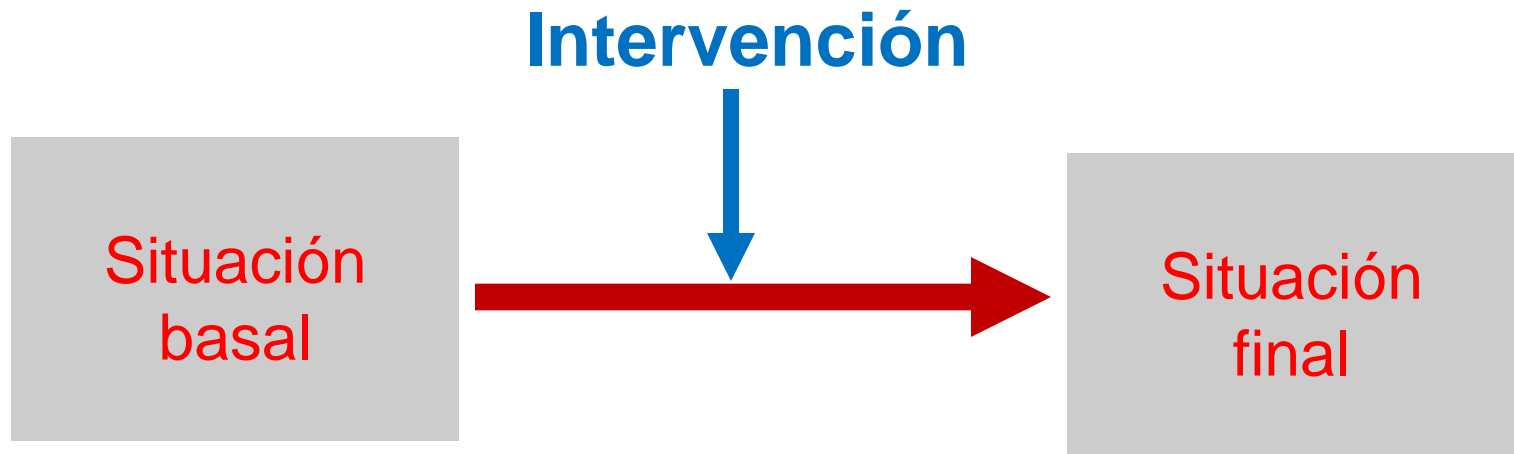 Intervención
Situación
basal
Situación
final